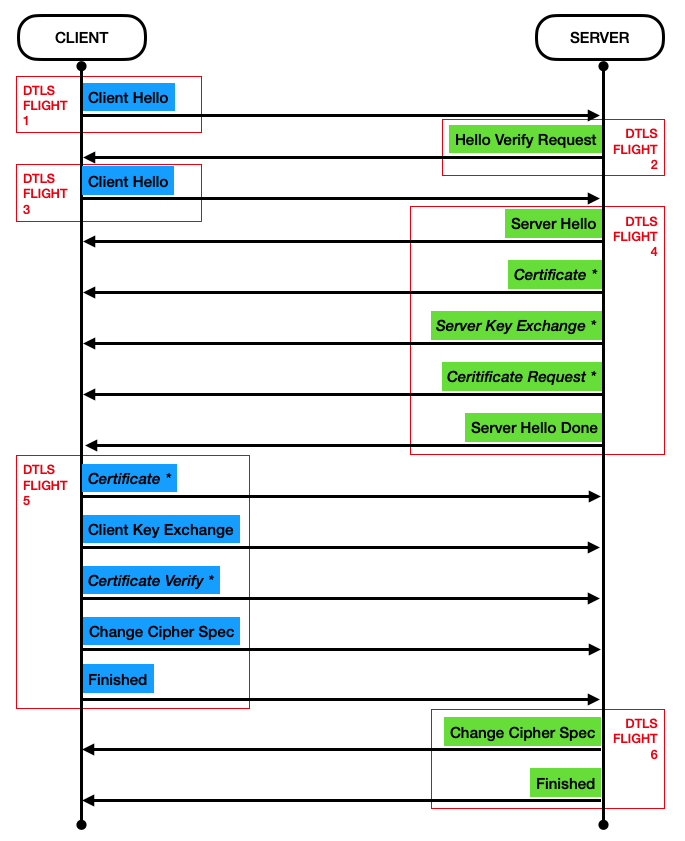 CLIENT
SERVER
DTLS
FLIGHT
1
Client Hello
Hello Verify Request
DTLS
FLIGHT
2
DTLS
FLIGHT
3
Client Hello
Server Hello
DTLS
FLIGHT
4
Certificate *
Server Key Exchange *
Ceritificate Request *
Server Hello Done
DTLS
FLIGHT
5
Certificate *
Client Key Exchange
Certificate Verify *
Change Cipher Spec
Finished
Change Cipher Spec
DTLS
FLIGHT
6
Finished